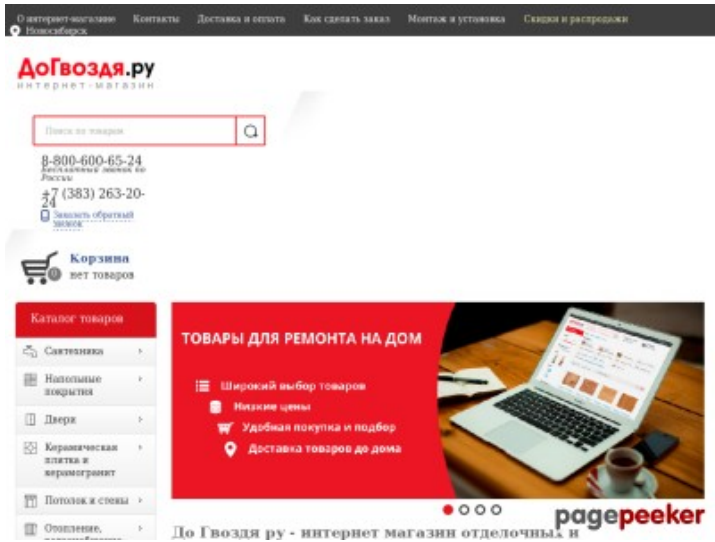 О интернет-магазине Контакты Доставка и оплата Как сделать заказ Монтаж и установка Скидки и распродажи
Новосибирск
ДоГвоздя.ру
интернет-магазин
Поиск по товарам
8-800-600-65-24
Бесплатный звонок по
России
+7 (383) 263-20-
24
Заказать обратный
звонок
Корзина
0 нет товаров
Каталог товаров
Сантехника
Напольные
покрытия
Двери
Керамическая
плитка и
керамогранит
Потолок и стены
Отопление,
ТОВАРЫ ДЛЯ РЕМОНТА НА ДОМ
Широкий выбор товаров
Низкие цены
Удобная покупка и подбор
Доставка товаров до дома
pagepeeker
До Гвоздя ру - интернет магазин отделочных и